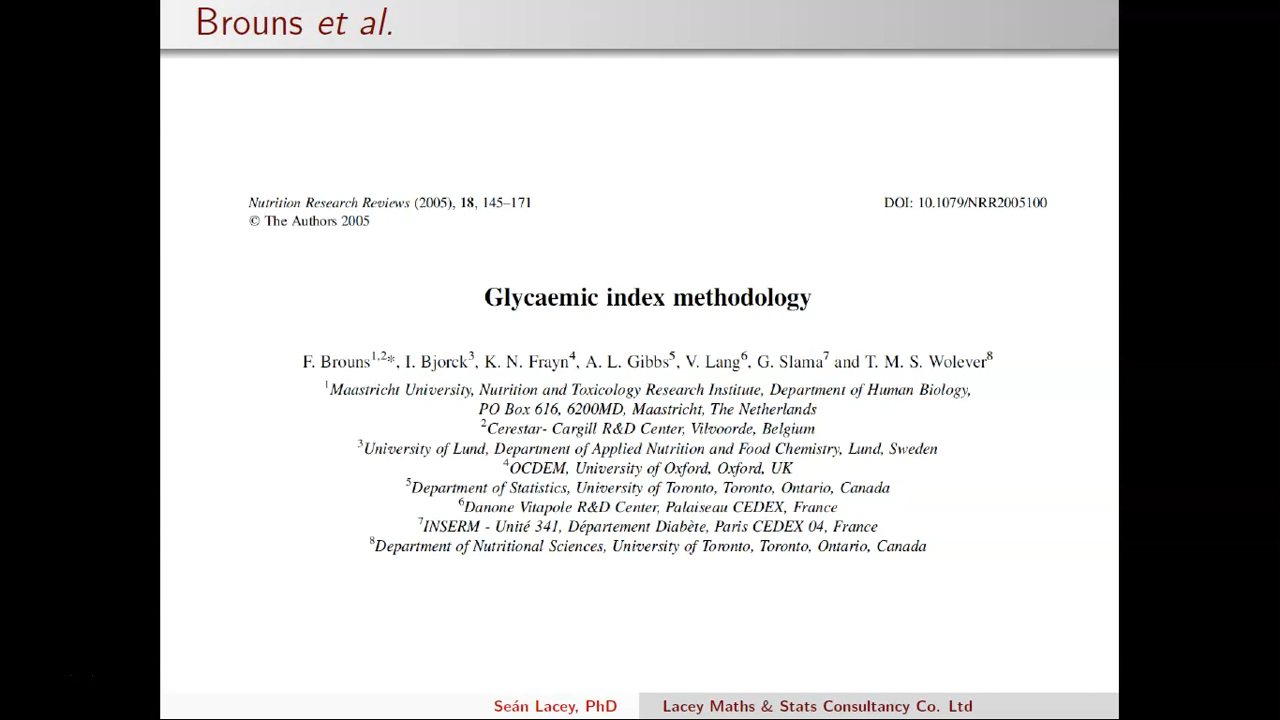 Brouns et al.
Nutrition Research Reviews (2005), 18, 145–171
DOI: 10.1079/NRR2005100
© The Authors 2005
Glycaemic index methodology
F. Brouns1,2*, I. Bjorck3, K. N. Frayn4, A. L. Gibbs5, V. Lang6, G. Slama7 and T. M. S. Wolever8
1Maastricht University, Nutrition and Toxicology Research Institute, Department of Human Biology,
PO Box 616, 6200MD, Maastricht, The Netherlands
2Cerestar- Cargill R&D Center, Vilvoorde, Belgium
3University of Lund, Department of Applied Nutrition and Food Chemistry, Lund, Sweden
4OCDEM, University of Oxford, Oxford, UK
5Department of Statistics, University of Toronto, Toronto, Ontario, Canada
6Danone Vitapole R&D Center, Palaiseau CEDEX, France
7INSERM - Unité 341, Département Diabète, Paris CEDEX 04, France
8Department of Nutritional Sciences, University of Toronto, Toronto, Ontario, Canada
Seán Lacey, PhD
Lacey Maths & Stats Consultancy Co. Ltd